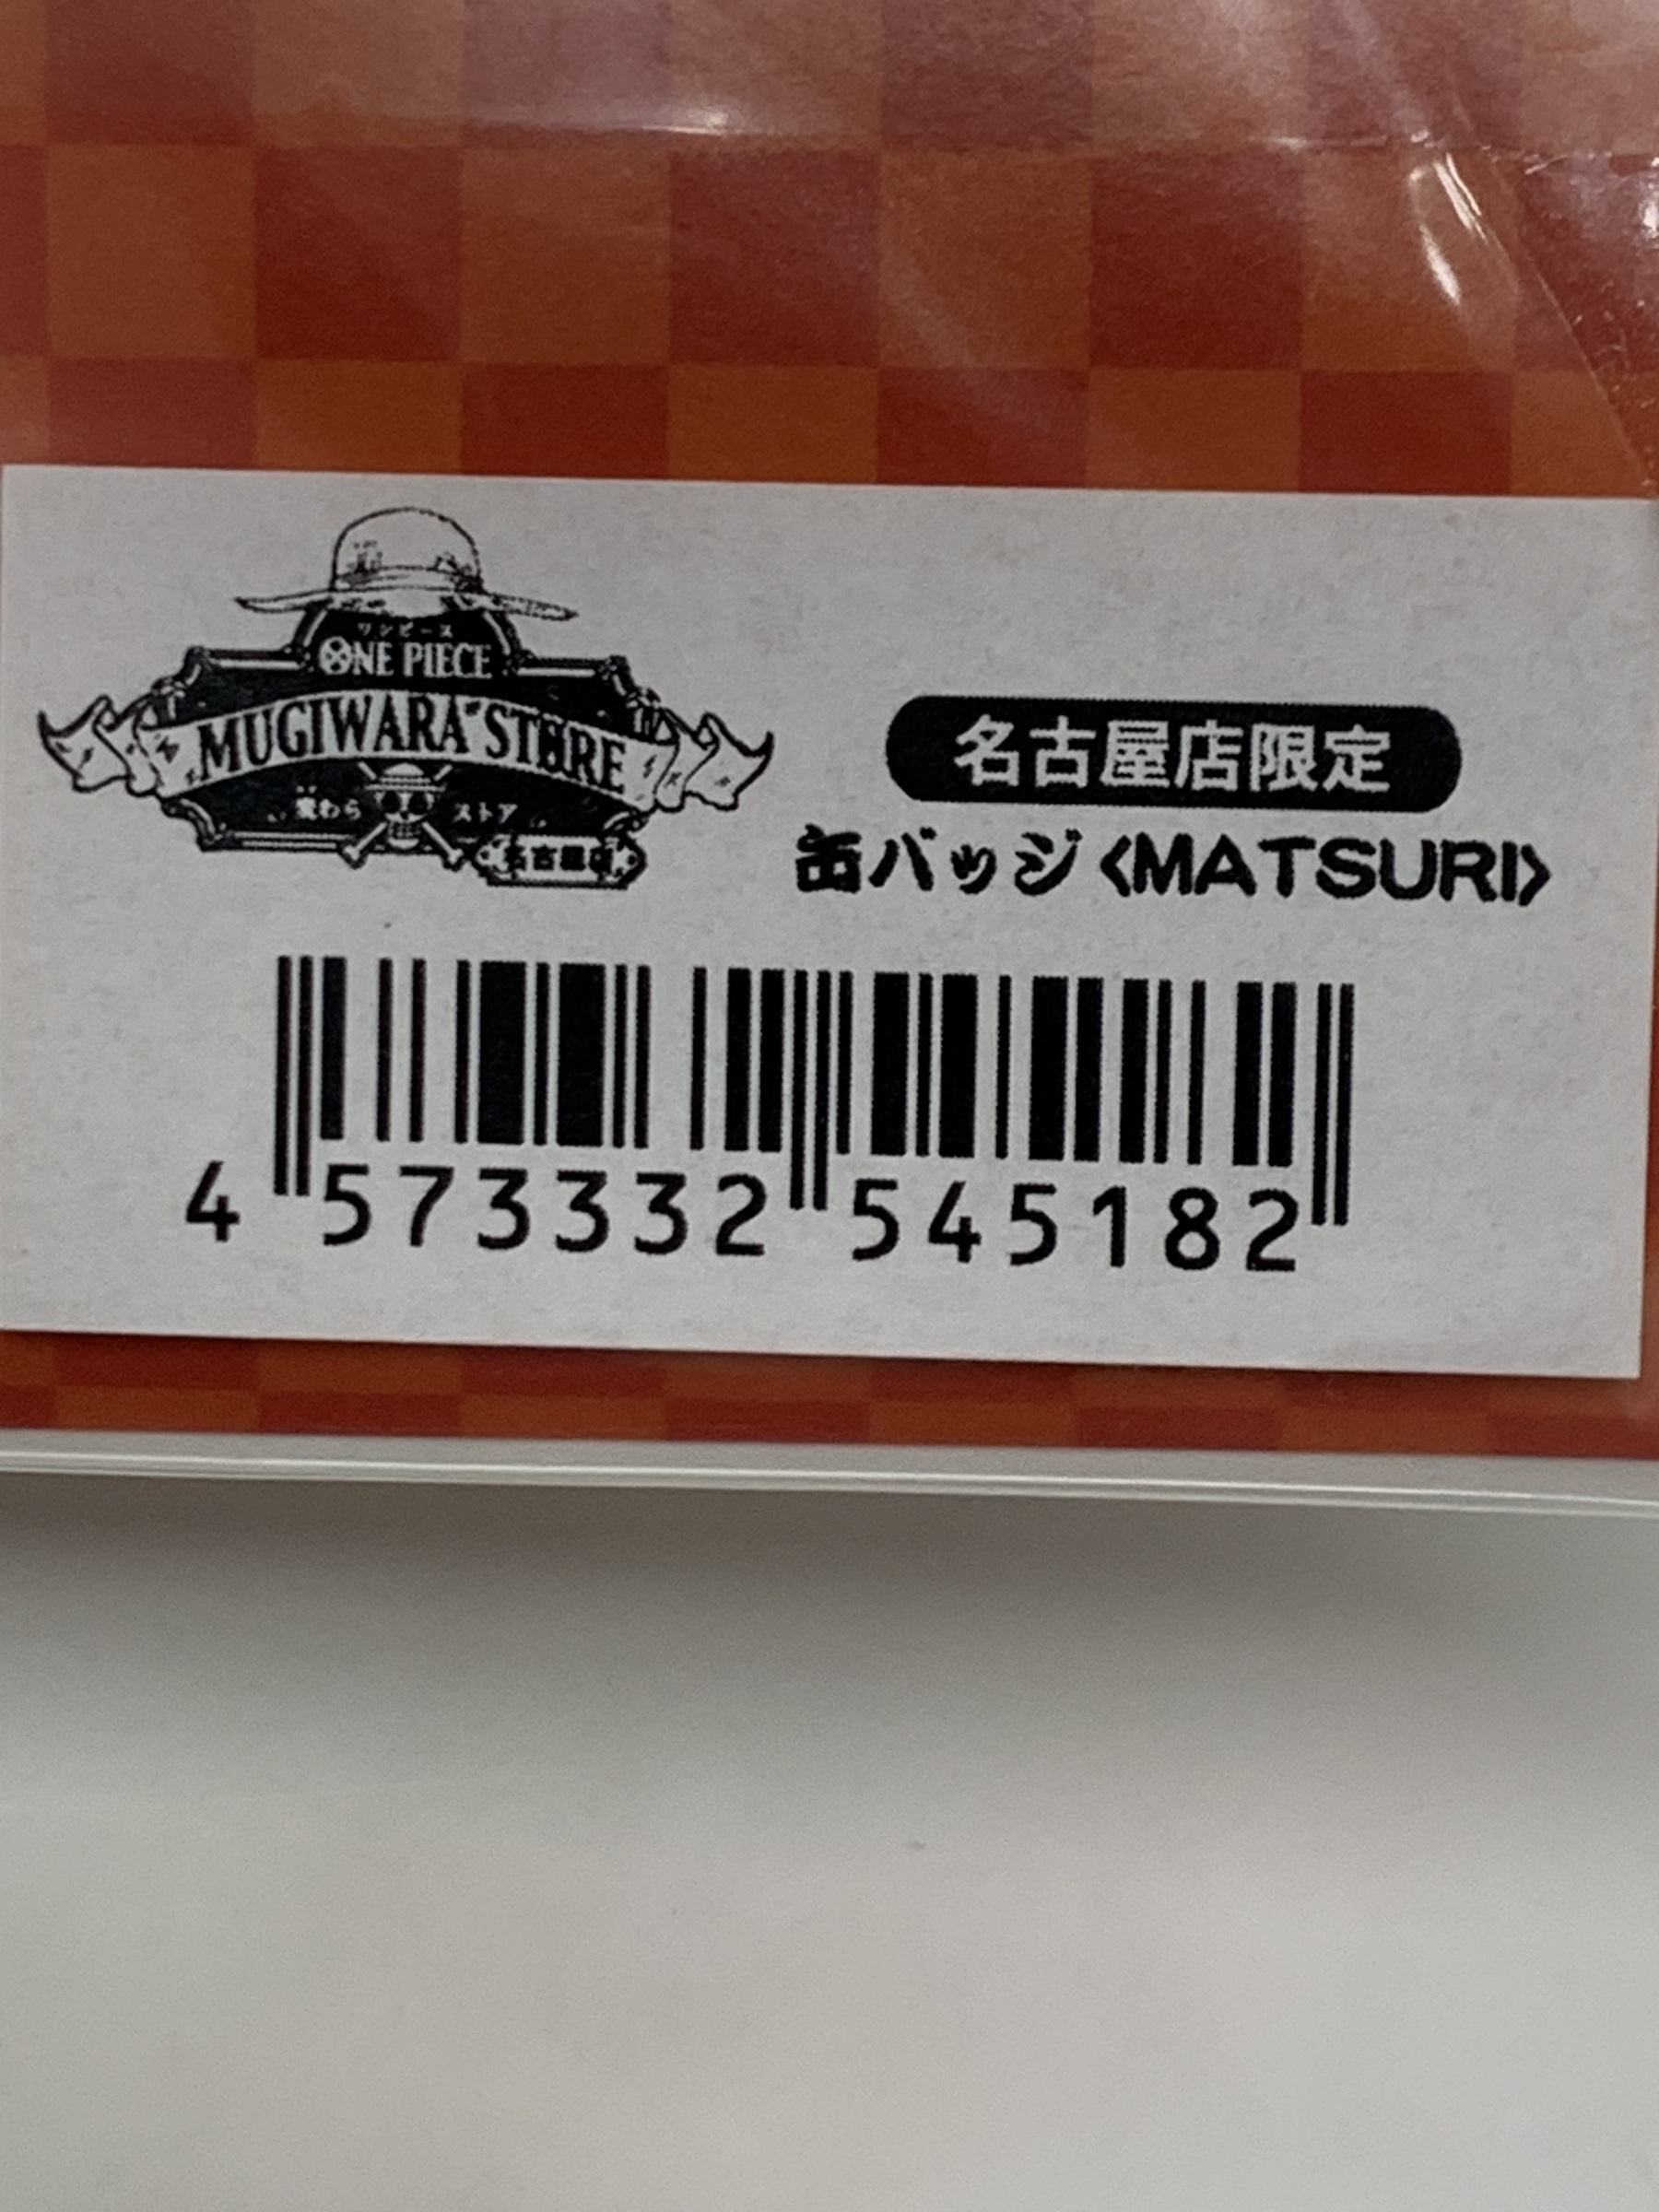 ワンピース
ONE PIECE
MUGIWARA STORE
麦わら ストア
名古屋店
名古屋店限定
缶バッジ〈MATSURI〉
4 573332 545182